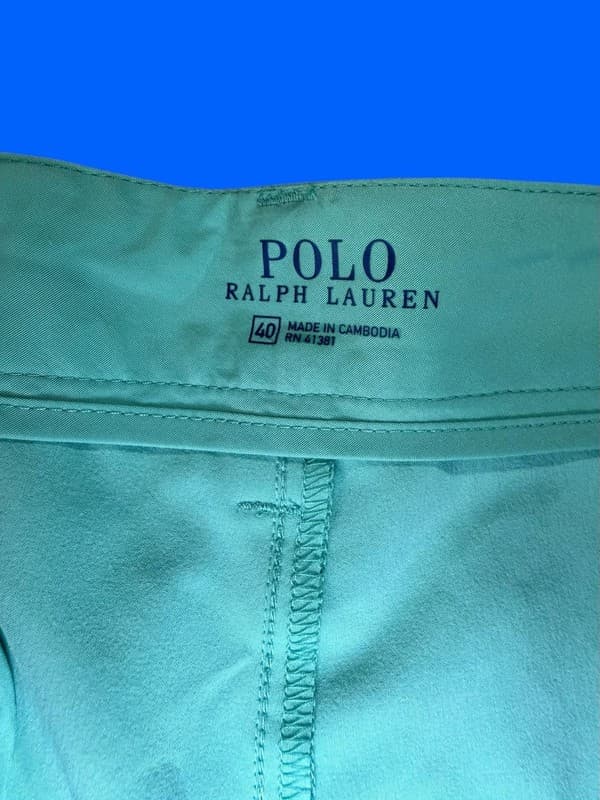 POLO
RALPH LAUREN
40 MADE IN CAMBODIA
RN 41381